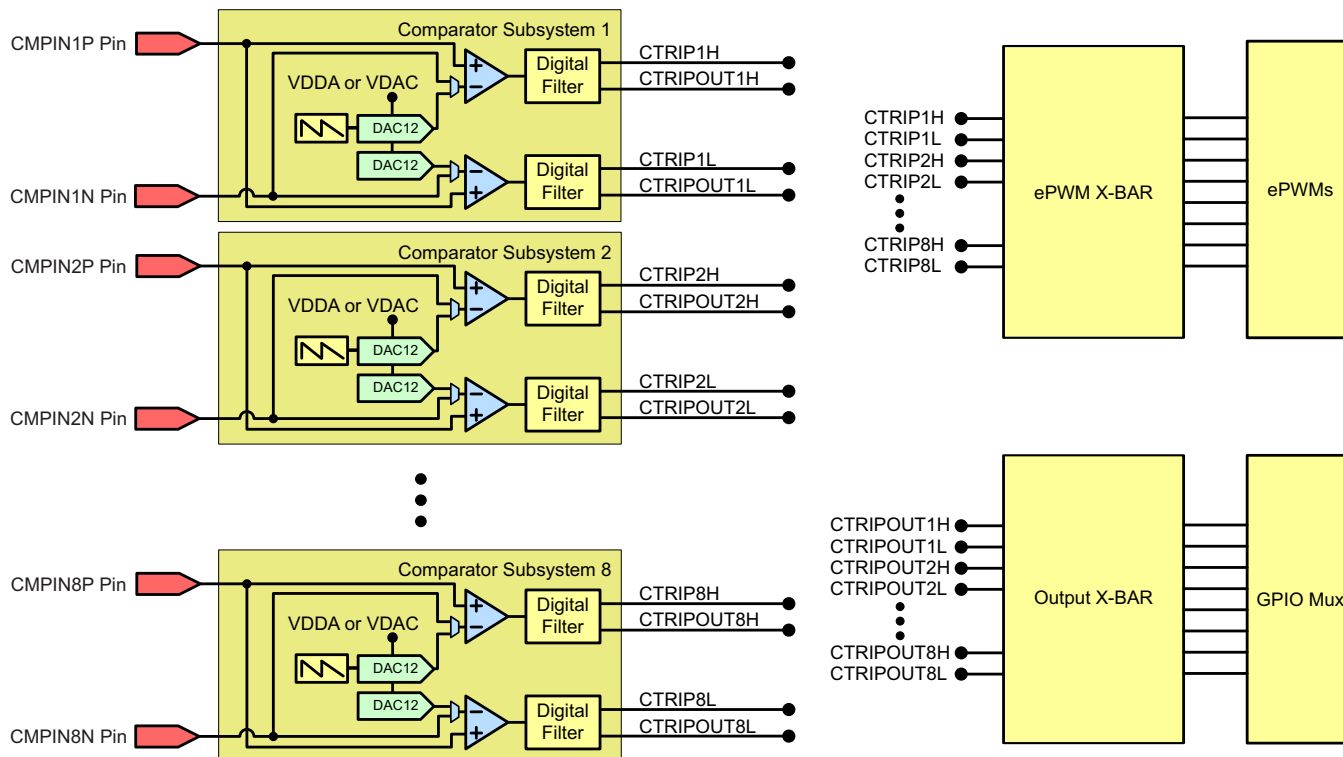 Comparator Subsystem 1
CMPIN1P Pin
VDDA or VDAC
DAC12
DAC12
Digital
Filter
CTRIP1H
CTRIPOUT1H
Digital
Filter
CTRIP1L
CTRIPOUT1L
CMPIN1N Pin
Comparator Subsystem 2
CMPIN2P Pin
VDDA or VDAC
DAC12
DAC12
Digital
Filter
CTRIP2H
CTRIPOUT2H
Digital
Filter
CTRIP2L
CTRIPOUT2L
CMPIN2N Pin
Comparator Subsystem 8
CMPIN8P Pin
VDDA or VDAC
DAC12
DAC12
Digital
Filter
CTRIP8H
CTRIPOUT8H
Digital
Filter
CTRIP8L
CTRIPOUT8L
CMPIN8N Pin
CTRIP1H
CTRIP1L
CTRIP2H
CTRIP2L
CTRIP8H
CTRIP8L
ePWM X-BAR
ePWMs
CTRIPOUT1H
CTRIPOUT1L
CTRIPOUT2H
CTRIPOUT2L
CTRIPOUT8H
CTRIPOUT8L
Output X-BAR
GPIO Mux